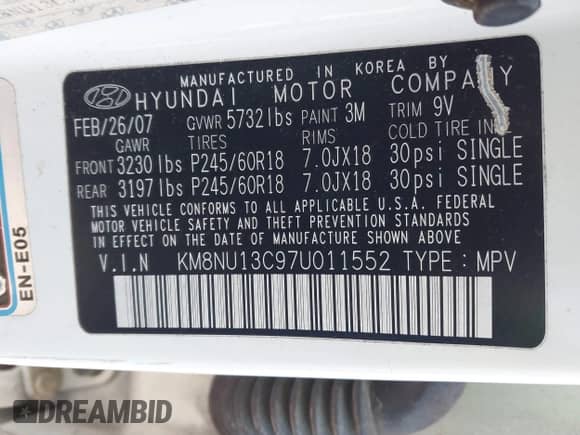 MANUFACTURED IN KOREA BY
HYUNDAI MOTOR COMPANY
FEB/26/07 GVWR 5732lbs PAINT 3M TRIM 9V
GAWR TIRES RIMS COLD TIRE
FRONT 3230lbs P245/60R18 7.0JX18 30psi SINGLE
REAR 3197lbs P245/60R18 7.0JX18 30psi SINGLE
THIS VEHICLE CONFORMS TO ALL APPLICABLE U.S.A. FEDERAL
MOTOR VEHICLE SAFETY AND THEFT PREVENTION STANDARDS
IN EFFECT ON THE DATE OF MANUFACTURE SHOWN ABOVE
V.I.N KM8NU13C97U011552 TYPE : MPV
EN-E05
DREAMBID